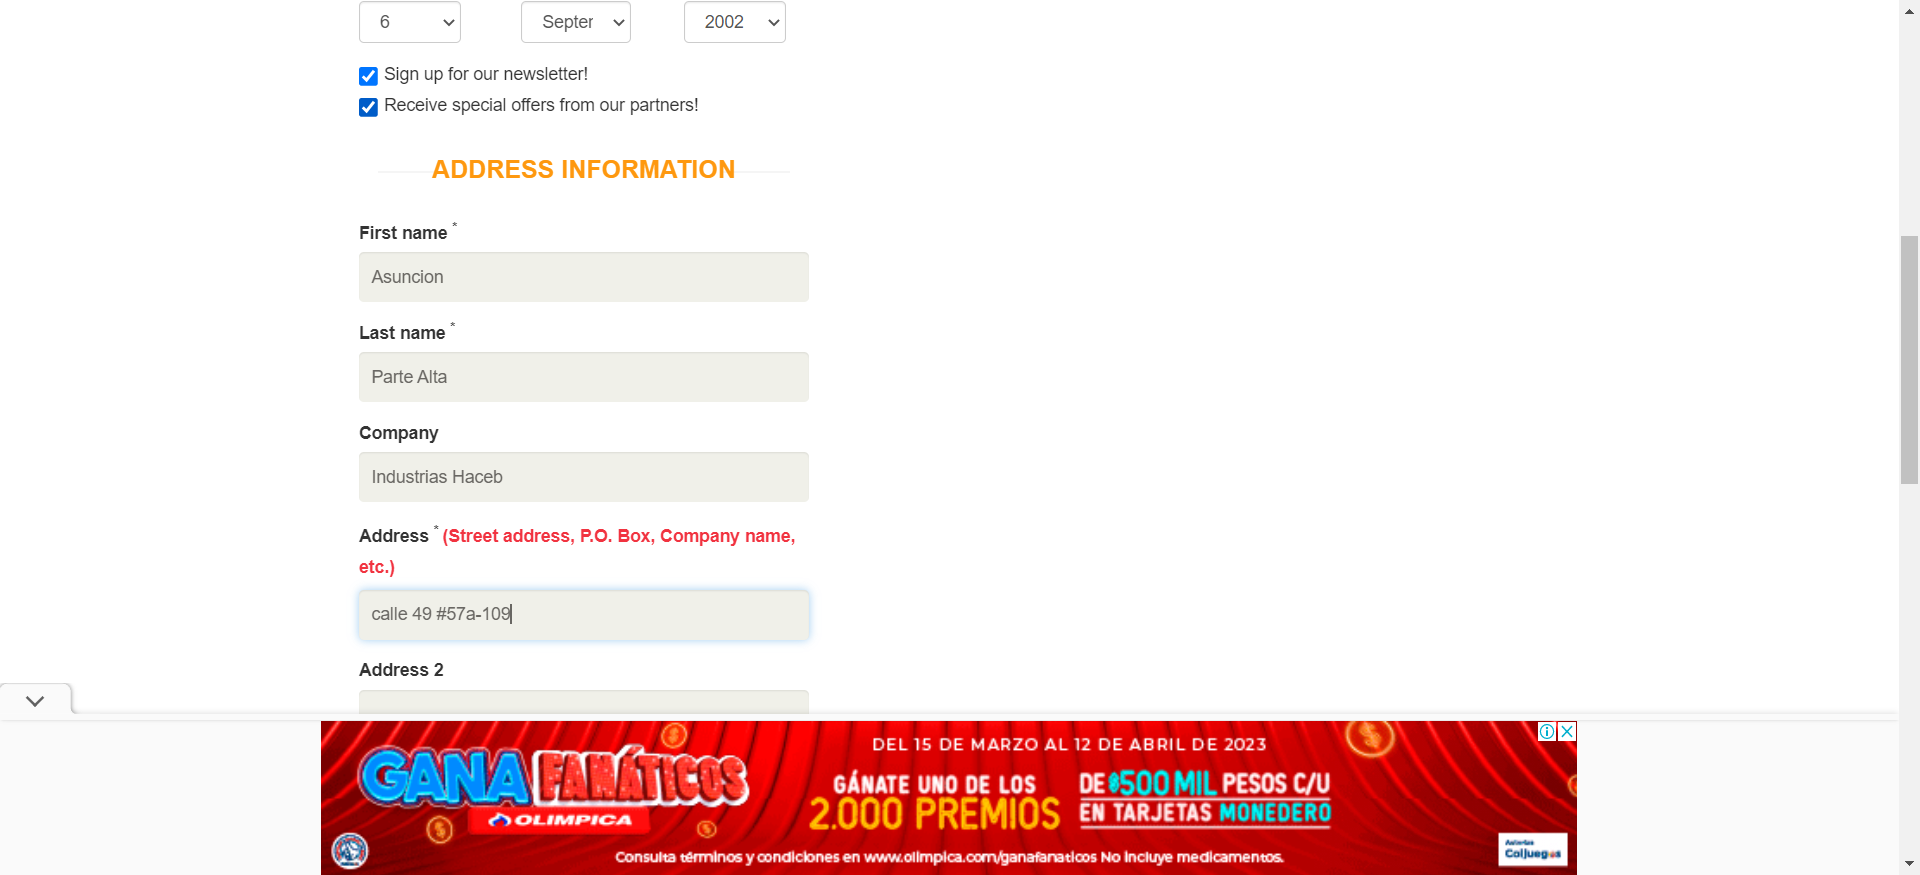 6 Septer 2002
Sign up for our newsletter!
Receive special offers from our partners!
ADDRESS INFORMATION
First name *
Asuncion
Last name *
Parte Alta
Company
Industrias Haceb
Address * (Street address, P.O. Box, Company name,
etc.)
calle 49 #57a-109
Address 2
GANA FANÁTICOS
OLIMPICA
DEL 15 DE MARZO AL 12 DE ABRIL DE 2023
GÁNATE UNO DE LOS
2.000 PREMIOS
DE $500 MIL PESOS C/U
EN TARJETAS MONEDERO
Consulta términos y condiciones en www.olimpica.com/ganafanaticos No incluye medicamentos.
Coljuegos